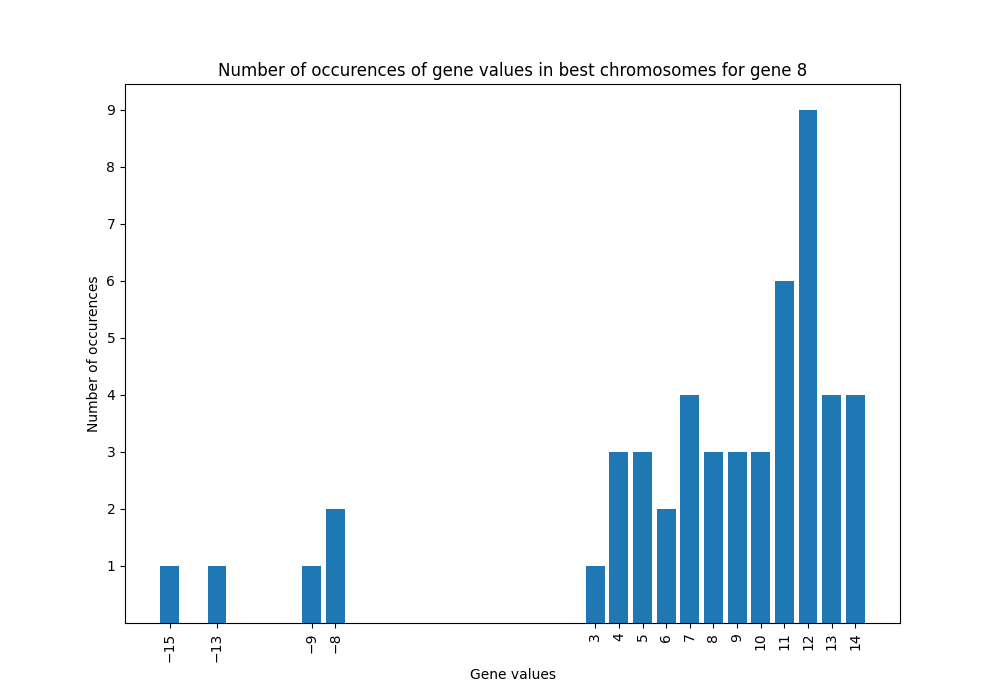 Number of occurences of gene values in best chromosomes for gene 8
Number of occurences
9
8
7
6
5
4
3
2
1
−15 −13 −9 −8 3 4 5 6 7 8 9 10 11 12 13 14
Gene values